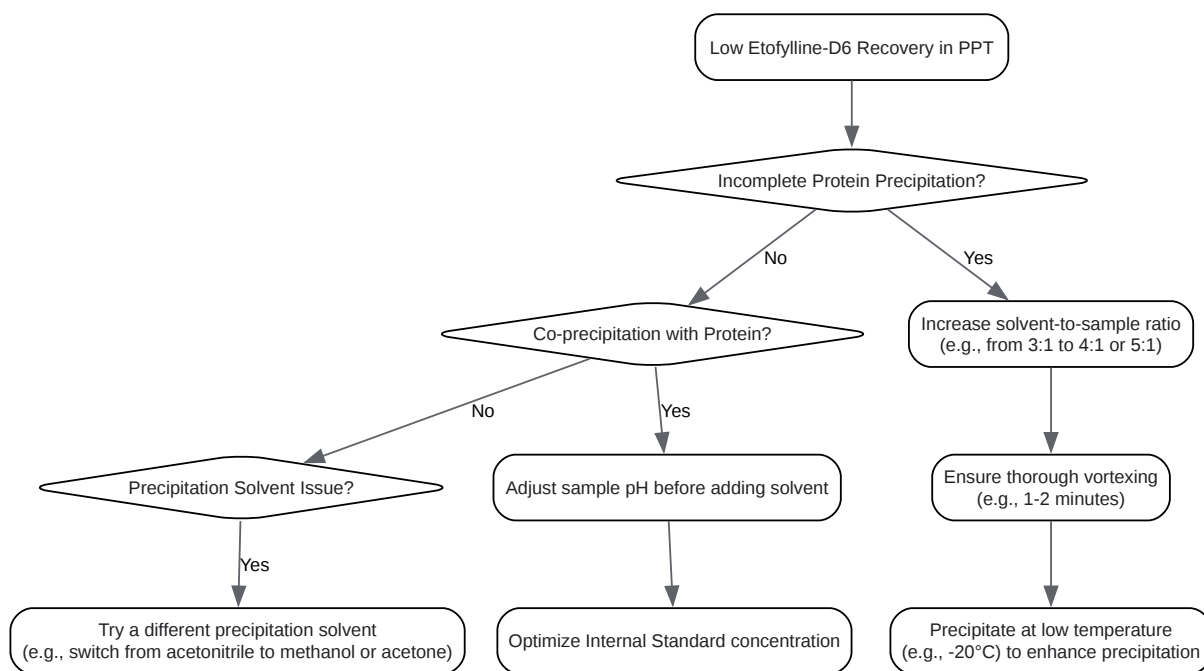 Low Etofylline-D6 Recovery in PPT
Incomplete Protein Precipitation?
No
Yes
Co-precipitation with Protein?
Increase solvent-to-sample ratio
(e.g., from 3:1 to 4:1 or 5:1)
No
Yes
Precipitation Solvent Issue?
Adjust sample pH before adding solvent
Ensure thorough vortexing
(e.g., 1-2 minutes)
Yes
Try a different precipitation solvent
(e.g., switch from acetonitrile to methanol or acetone)
Optimize Internal Standard concentration
Precipitate at low temperature
(e.g., -20°C) to enhance precipitation